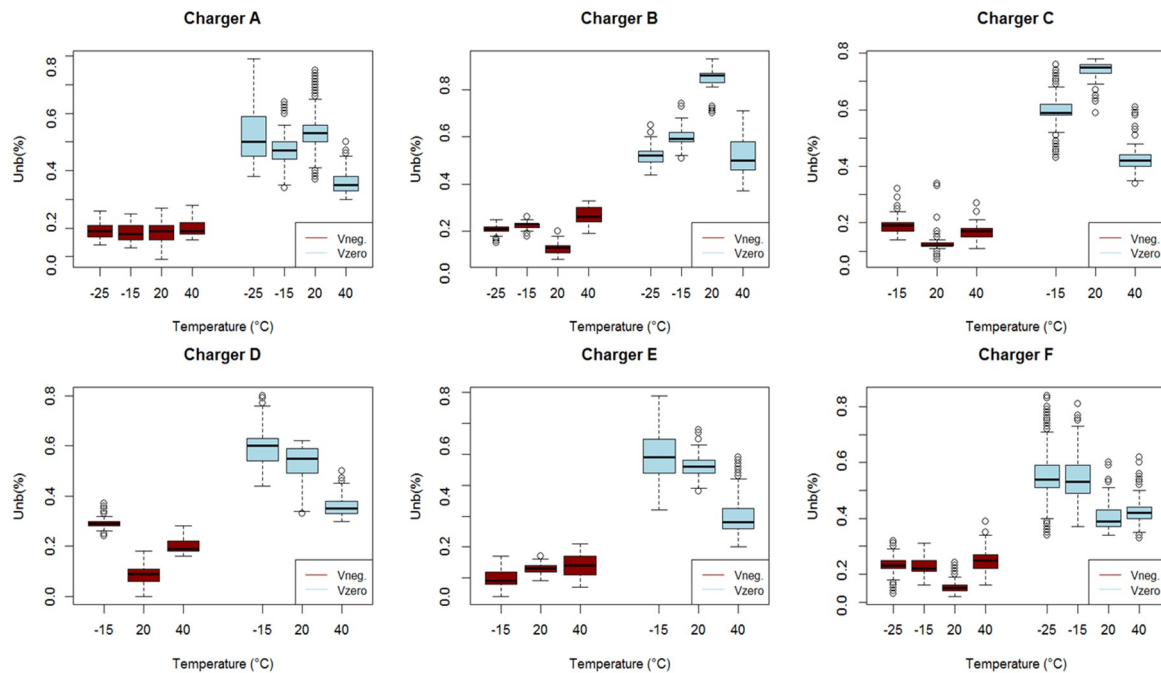 Charger A
Unb(%)
0.8
0.6
0.4
0.2
0.0
-25 -15 20 40 -25 -15 20 40
Temperature (°C)
Vneg.
Vzero
Charger B
Unb(%)
0.8
0.6
0.4
0.2
0.0
-25 -15 20 40 -25 -15 20 40
Temperature (°C)
Vneg.
Vzero
Charger C
Unb(%)
0.8
0.6
0.4
0.2
0.0
-15 20 40 -15 20 40
Temperature (°C)
Vneg.
Vzero
Charger D
Unb(%)
0.8
0.6
0.4
0.2
0.0
-15 20 40 -15 20 40
Temperature (°C)
Vneg.
Vzero
Charger E
Unb(%)
0.8
0.6
0.4
0.2
0.0
-15 20 40 -15 20 40
Temperature (°C)
Vneg.
Vzero
Charger F
Unb(%)
0.8
0.6
0.4
0.2
0.0
-25 -15 20 40 -25 -15 20 40
Temperature (°C)
Vneg.
Vzero